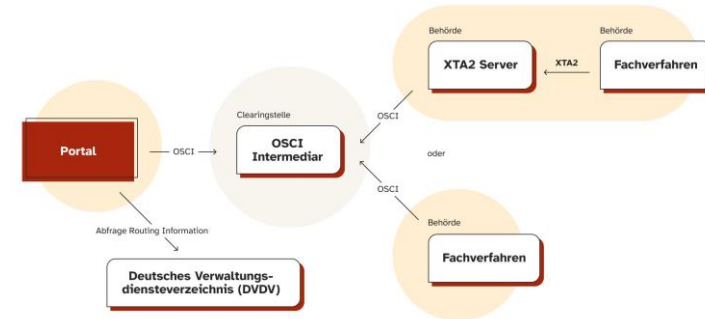 Portal
OSCI
Abfrage Routing Information
Deutsches Verwaltungs-
diensteverzeichnis (DVDV)
Clearingstelle
OSCI
Intermediär
Behörde
XTA2 Server
XTA2
Behörde
Fachverfahren
OSCI
oder
OSCI
Behörde
Fachverfahren